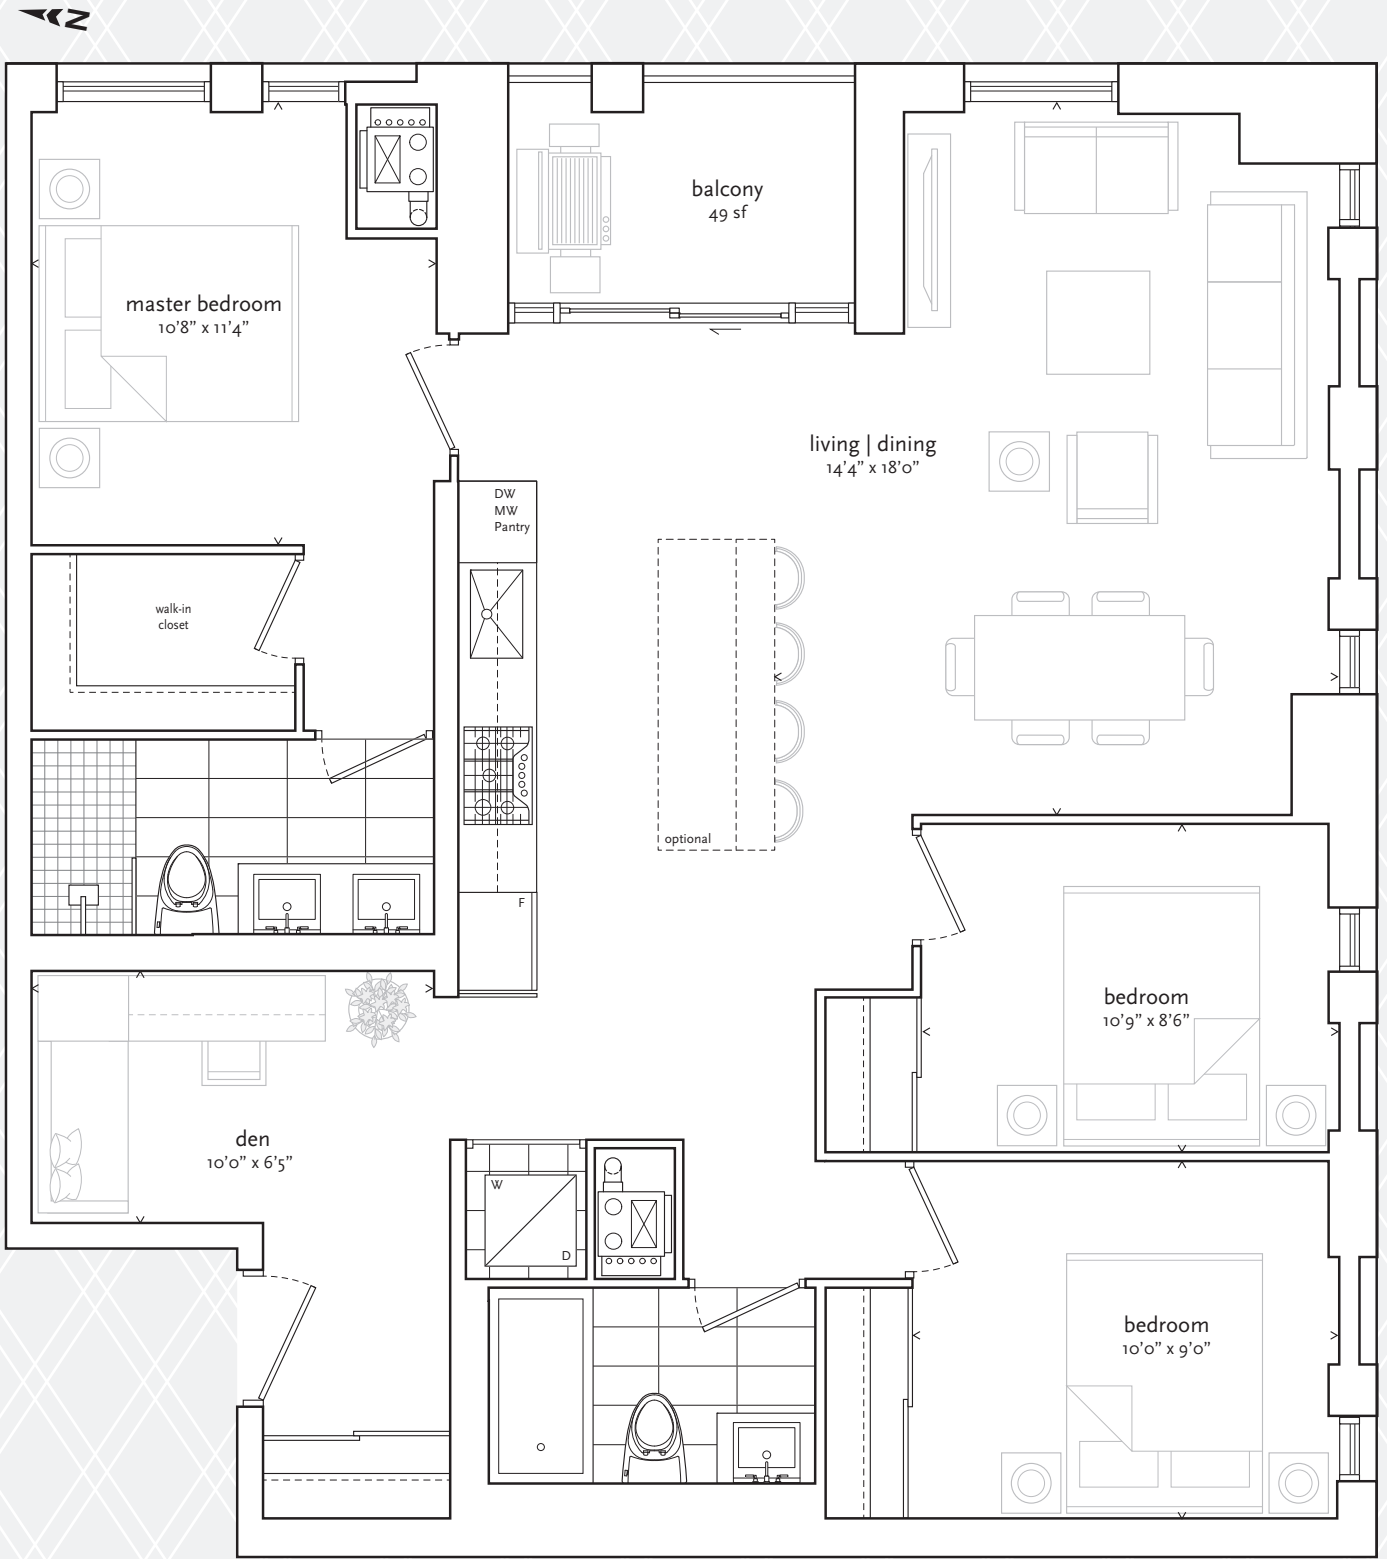 N
balcony
49 sf
master bedroom
10'8" x 11'4"
living | dining
14'4" x 18'0"
DW
MW
Pantry
walk-in
closet
optional
F
bedroom
10'9" x 8'6"
den
10'0" x 6'5"
W
D
bedroom
10'0" x 9'0"